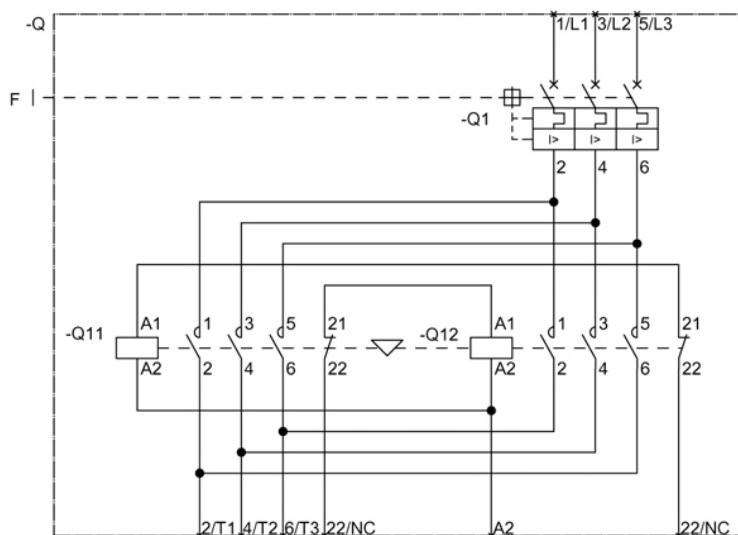 -Q 1/L1 3/L2 5/L3
F
-Q1
I> I> I>
2 4 6
A1 1 3 5 21 A1 1 3 5 21
-Q11 -Q12
A2 2 4 6 22 A2 2 4 6 22
2/T1 4/T2 6/T3 22/NC A2 22/NC